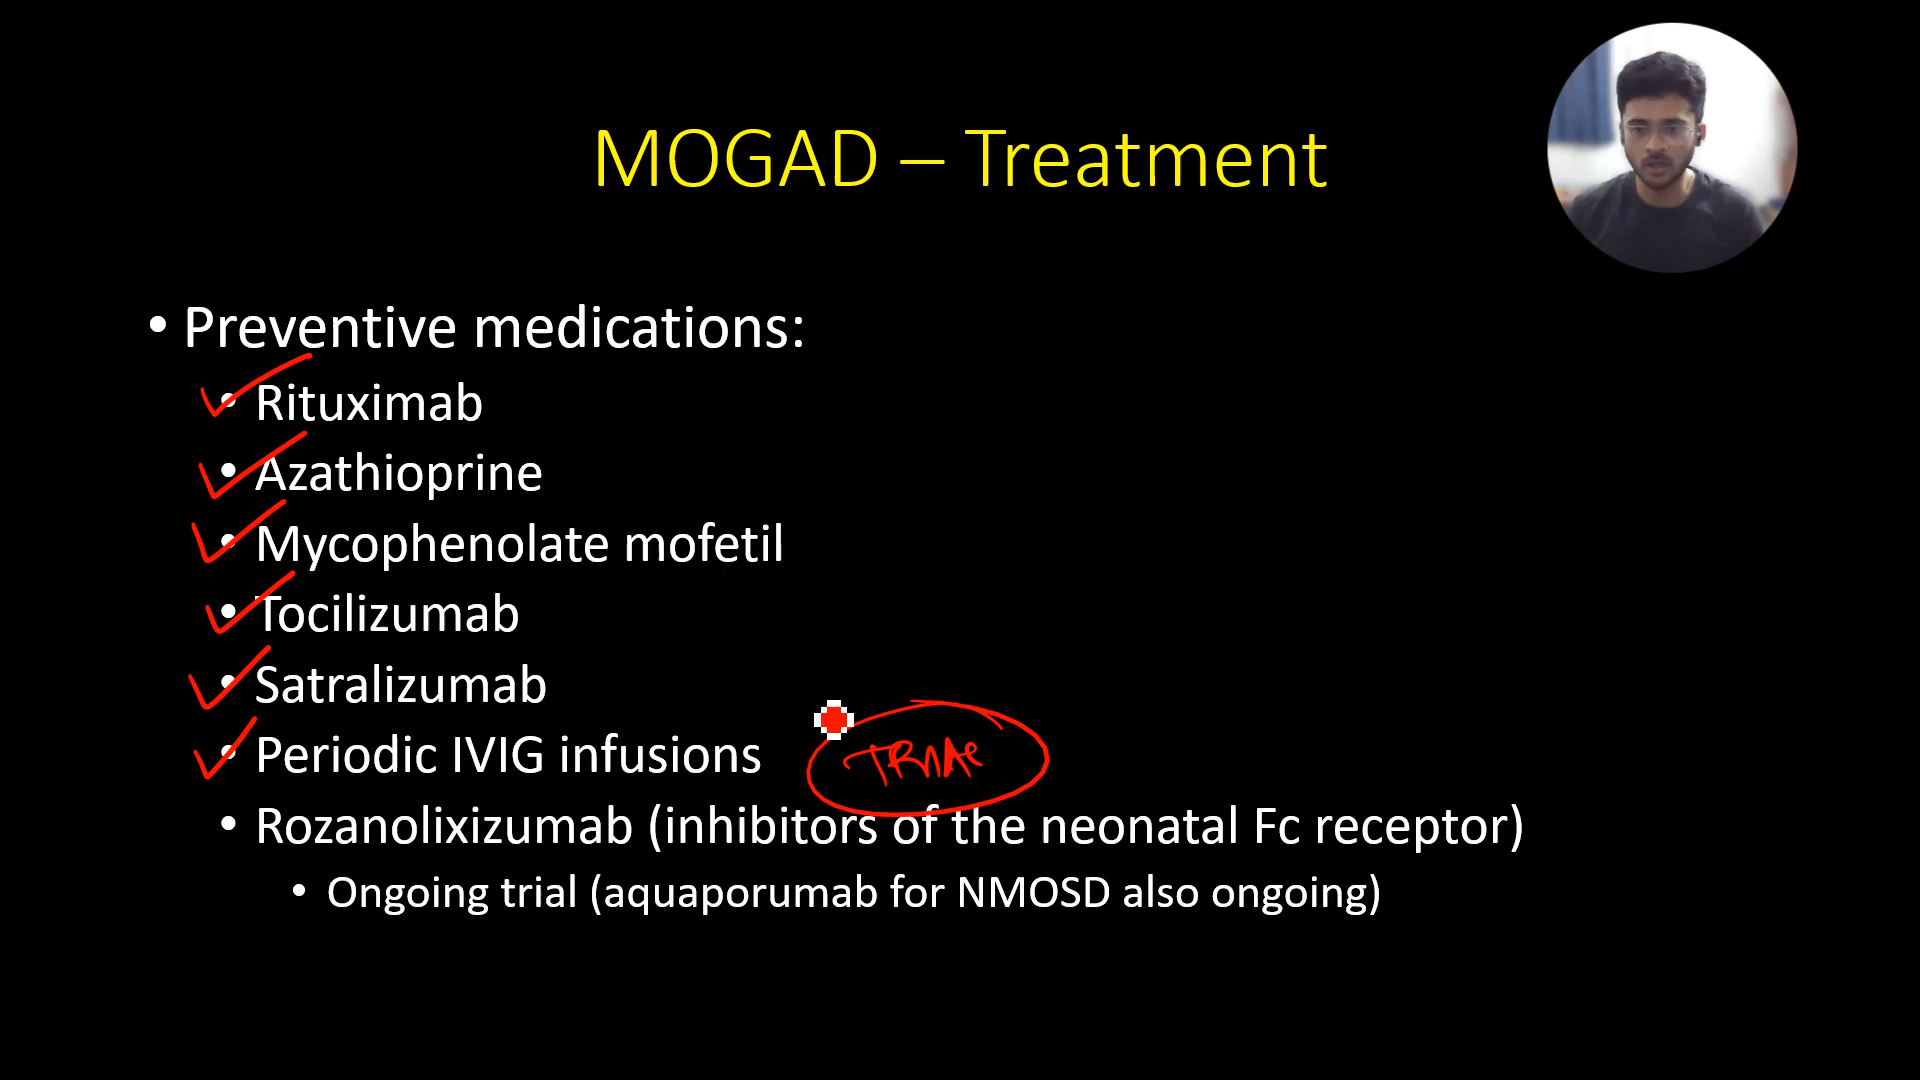 MOGAD – Treatment
• Preventive medications:
• Rituximab
• Azathioprine
• Mycophenolate mofetil
• Tocilizumab
• Satralizumab
• Periodic IVIG infusions
• Rozanolixizumab (inhibitors of the neonatal Fc receptor)
• Ongoing trial (aquaporumab for NMOSD also ongoing)